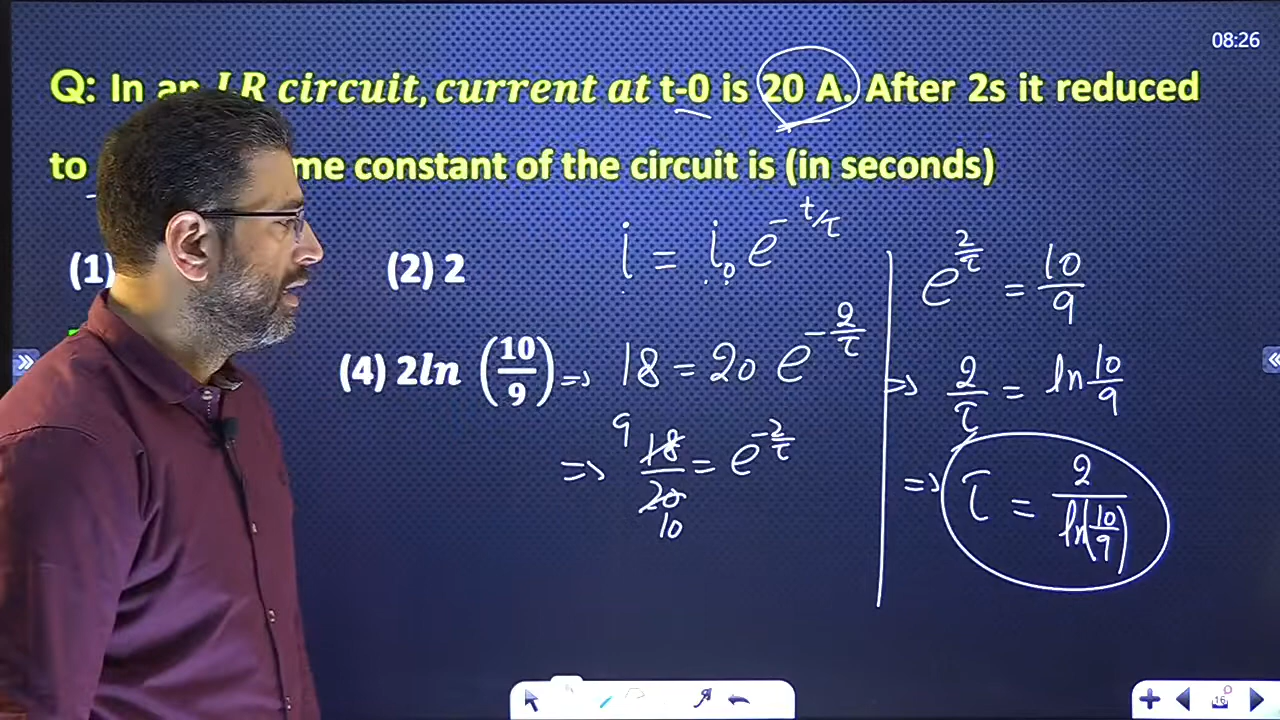 08:26
Q: In an LR circuit, current at t-0 is 20 A. After 2s it reduced
to me constant of the circuit is (in seconds)
(1)
(2) 2
(4) 2ln (10/9)
i = i₀ e^(-t/τ)
=> 18 = 20 e^(-2/τ)
=> 18/20 = e^(-2/τ)
9
10
e^(2/τ) = 10/9
=> 2/τ = ln 10/9
=> τ = 2/ln(10/9)
16